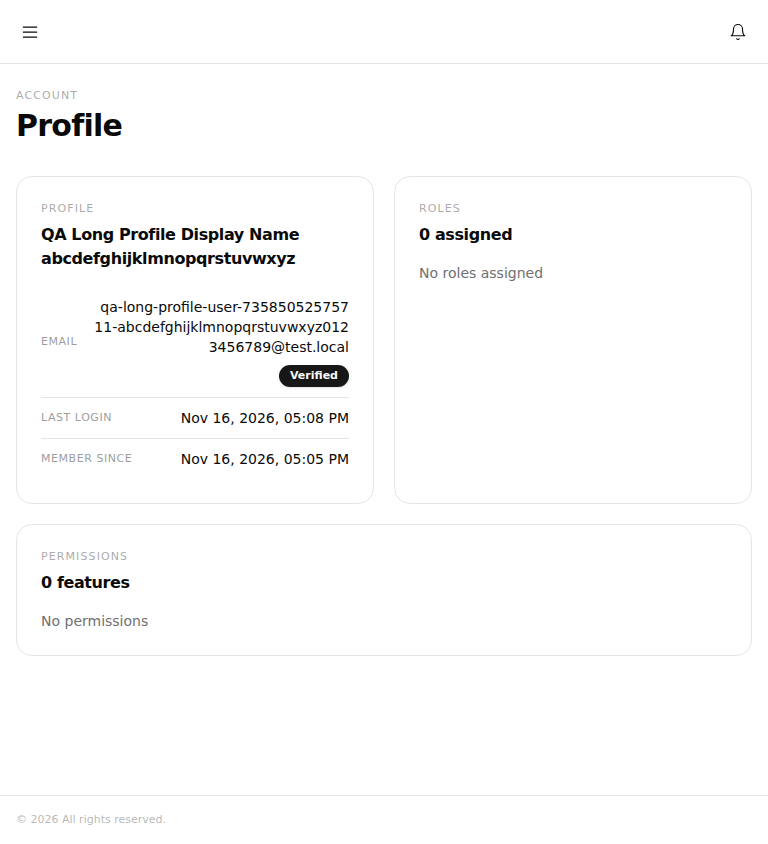 ACCOUNT
Profile
PROFILE
QA Long Profile Display Name
abcdefghijklmnopqrstuvwxyz
EMAIL
qa-long-profile-user-735850525757
11-abcdefghijklmnopqrstuvwxyz012
3456789@test.local
Verified
LAST LOGIN Nov 16, 2026, 05:08 PM
MEMBER SINCE Nov 16, 2026, 05:05 PM
ROLES
0 assigned
No roles assigned
PERMISSIONS
0 features
No permissions
© 2026 All rights reserved.